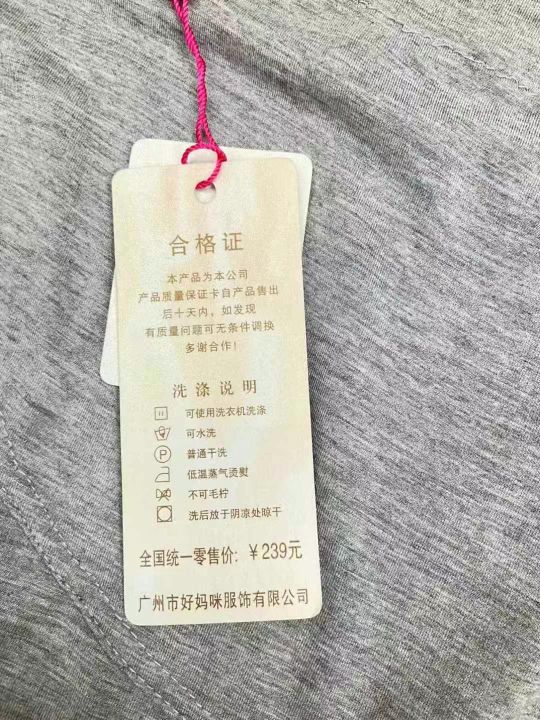 合格证
本产品为本公司
产品质量保证卡自产品售出
后十天内，如发现
有质量问题可无条件调换
多谢合作！
洗涤说明
可使用洗衣机洗涤
可水洗
P 普通干洗
低温蒸气烫熨
不可毛柠
洗后放于阴凉处晾干
全国统一零售价：￥239元
广州市好妈咪服饰有限公司